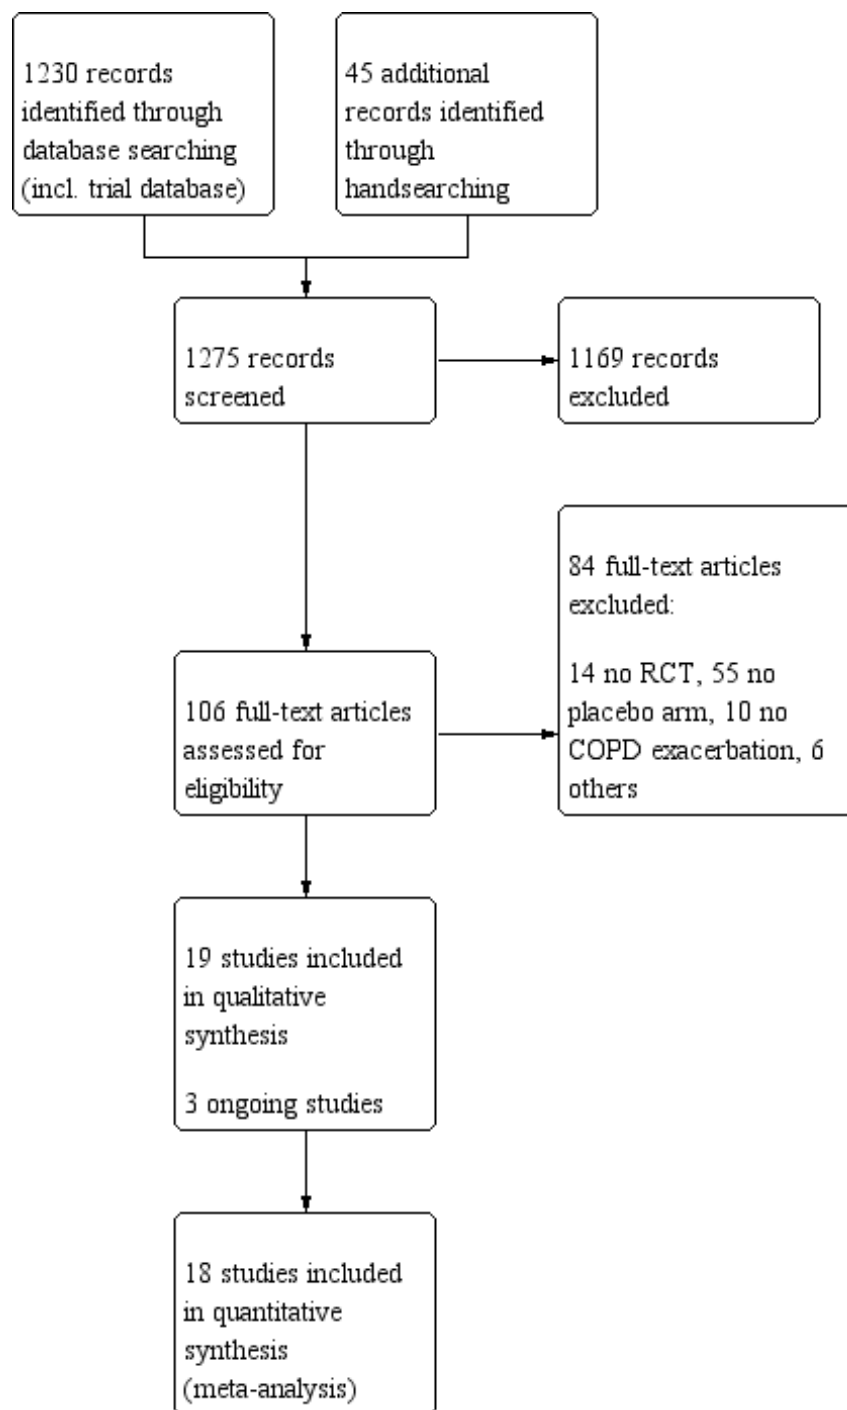 1230 records
identified through
database searching
(incl. trial database)
45 additional
records identified
through
handsearching
1275 records
screened
1169 records
excluded
84 full-text articles
excluded:
14 no RCT, 55 no
placebo arm, 10 no
COPD exacerbation, 6
others
106 full-text articles
assessed for
eligibility
19 studies included
in qualitative
synthesis
3 ongoing studies
18 studies included
in quantitative
synthesis
(meta-analysis)